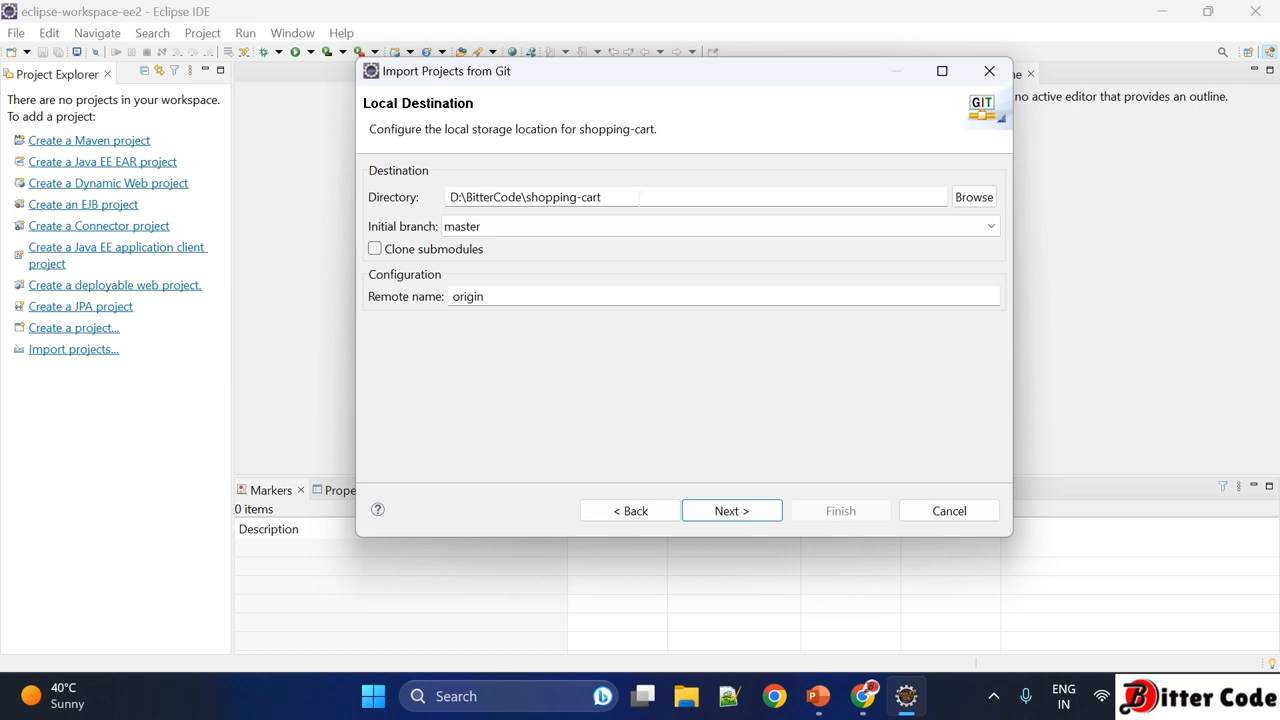 eclipse-workspace-ee2 - Eclipse IDE
File Edit Navigate Search Project Run Window Help
Project Explorer
There are no projects in your workspace.
To add a project:
Create a Maven project
Create a Java EE EAR project
Create a Dynamic Web project
Create an EJB project
Create a Connector project
Create a Java EE application client
project
Create a deployable web project.
Create a JPA project
Create a project...
Import projects...
Import Projects from Git
Local Destination
Configure the local storage location for shopping-cart.
GIT
Destination
Directory: D:\BitterCode\shopping-cart Browse
Initial branch: master
Clone submodules
Configuration
Remote name: origin
< Back Next > Finish Cancel
ne
no active editor that provides an outline.
Markers Prope
0 items
Description
40°C
Sunny
Search
ENG
IN
Bitter Code